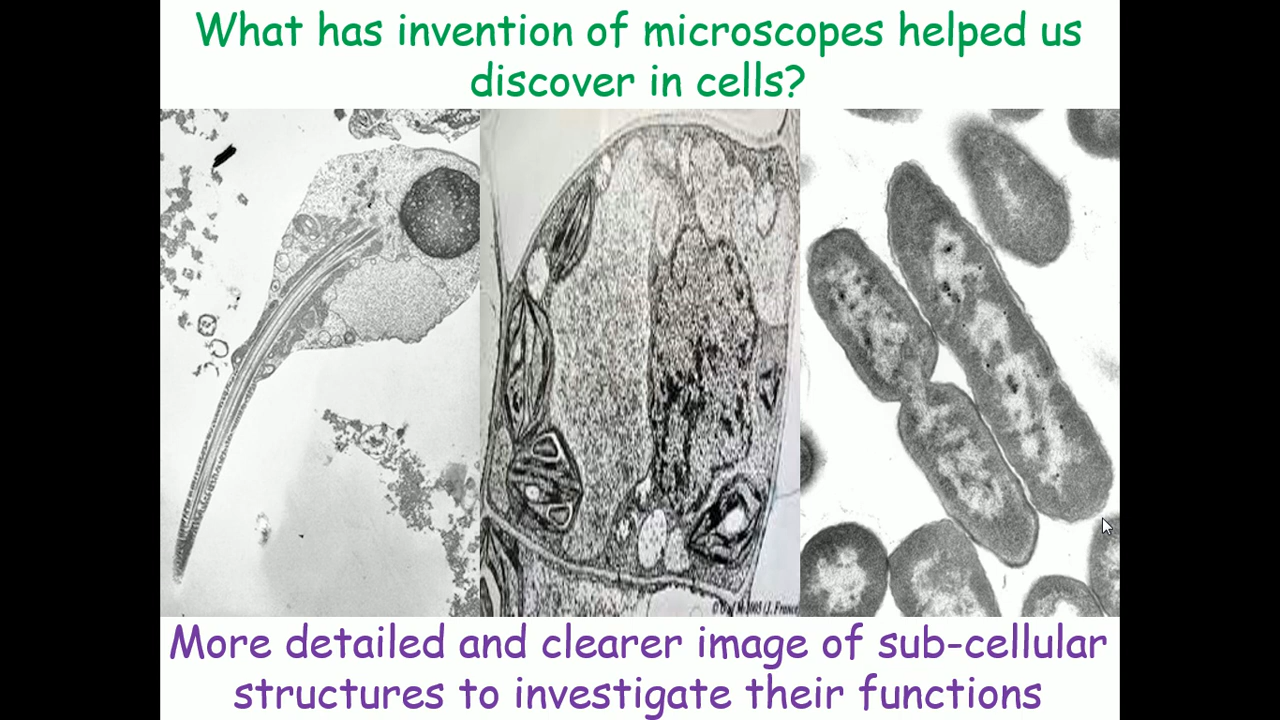 What has invention of microscopes helped us
discover in cells?
More detailed and clearer image of sub-cellular
structures to investigate their functions